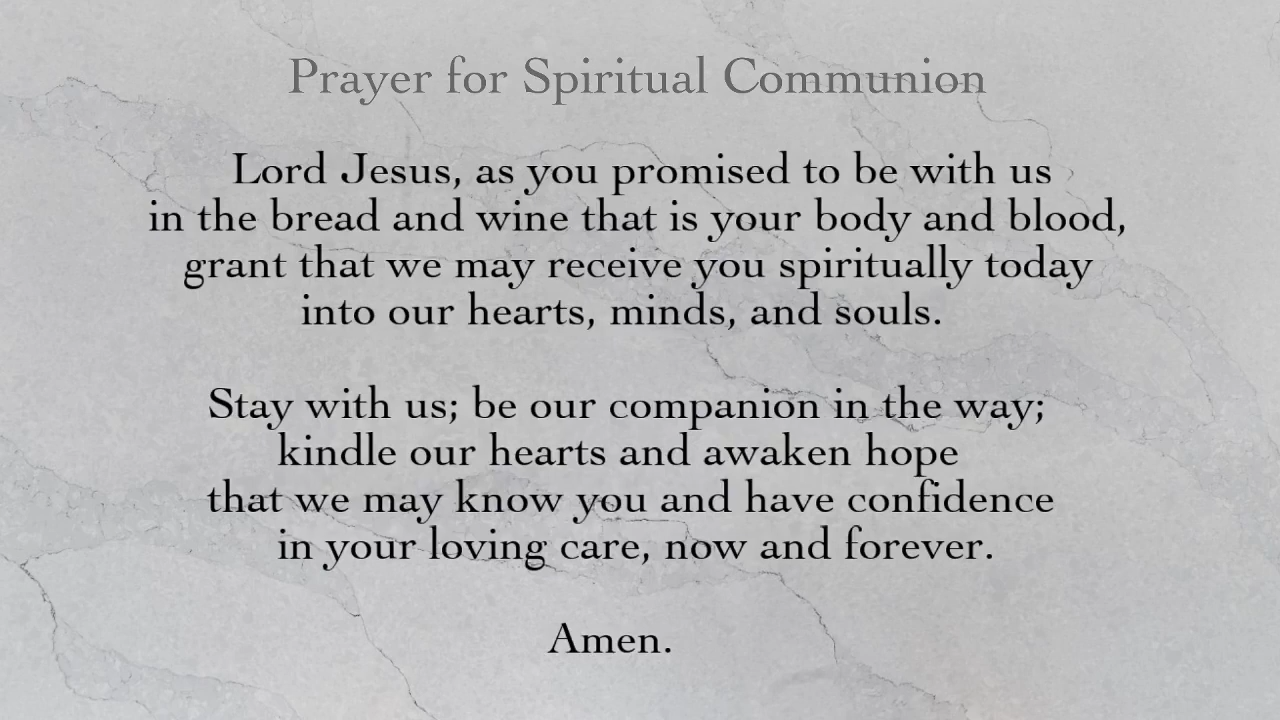 Prayer for Spiritual Communion
Lord Jesus, as you promised to be with us
in the bread and wine that is your body and blood,
grant that we may receive you spiritually today
into our hearts, minds, and souls.
Stay with us; be our companion in the way;
kindle our hearts and awaken hope
that we may know you and have confidence
in your loving care, now and forever.
Amen.